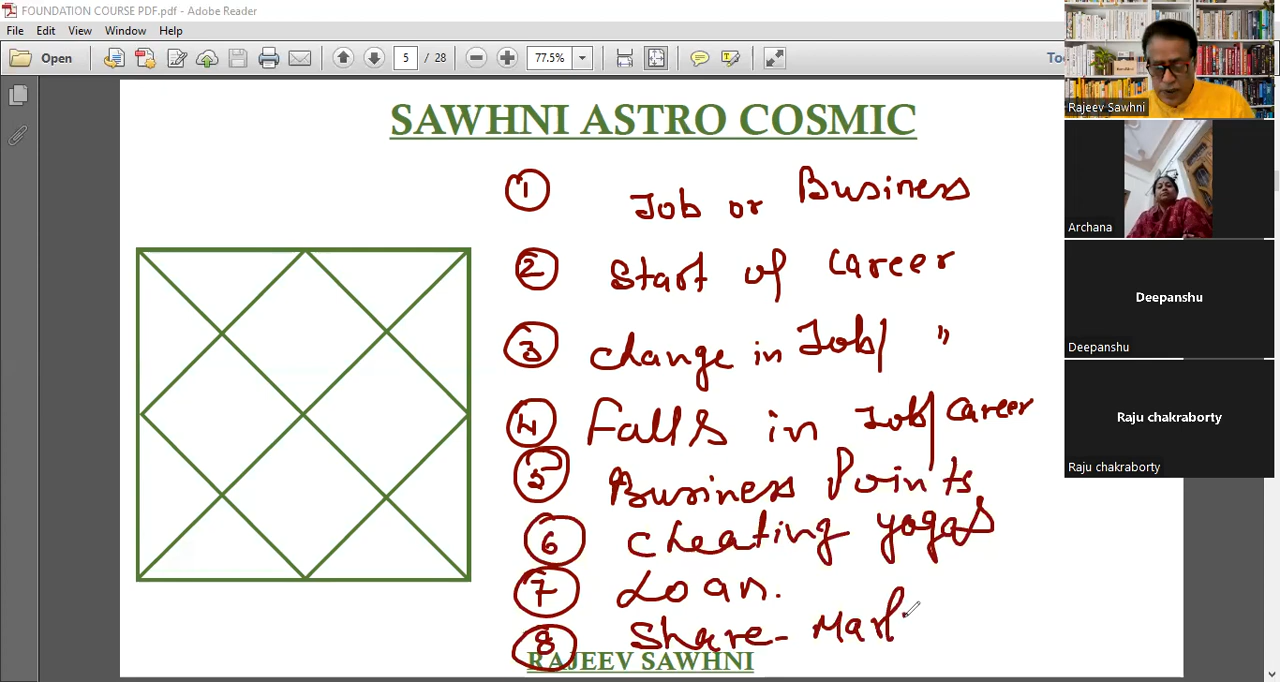 FOUNDATION COURSE PDF.pdf - Adobe Reader
File Edit View Window Help
Open 5 / 28 77.5%
SAWHNI ASTRO COSMIC
1 Job or Business
2 Start of Career
3 Change in Job/ "
4 Falls in Job/Career
5 Business Points
6 Cheating yogas
7 Loan.
8 Share-Mark
RAJEEV SAWHNI
Rajeev Sawhni
Archana
Deepanshu
Deepanshu
Raju chakraborty
Raju chakraborty